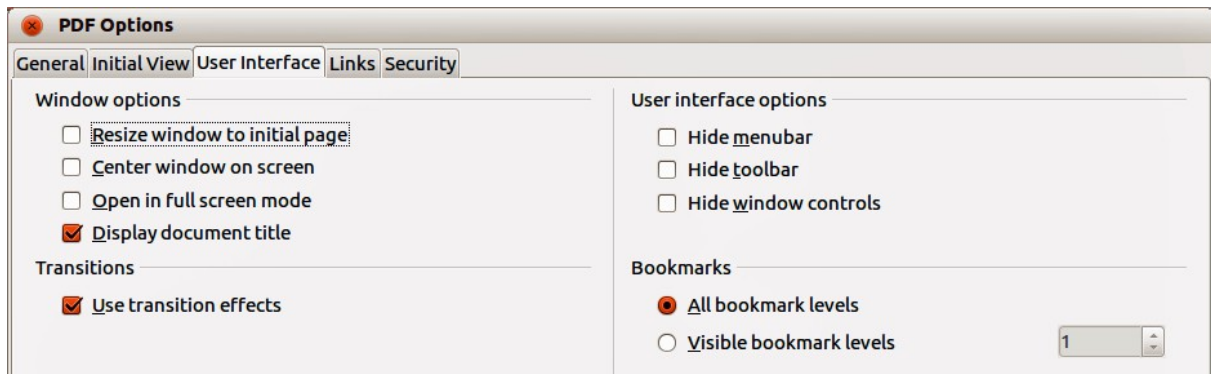 PDF Options
General Initial View User Interface Links Security
Window options
Resize window to initial page
Center window on screen
Open in full screen mode
Display document title
Transitions
Use transition effects
User interface options
Hide menubar
Hide toolbar
Hide window controls
Bookmarks
All bookmark levels
Visible bookmark levels 1